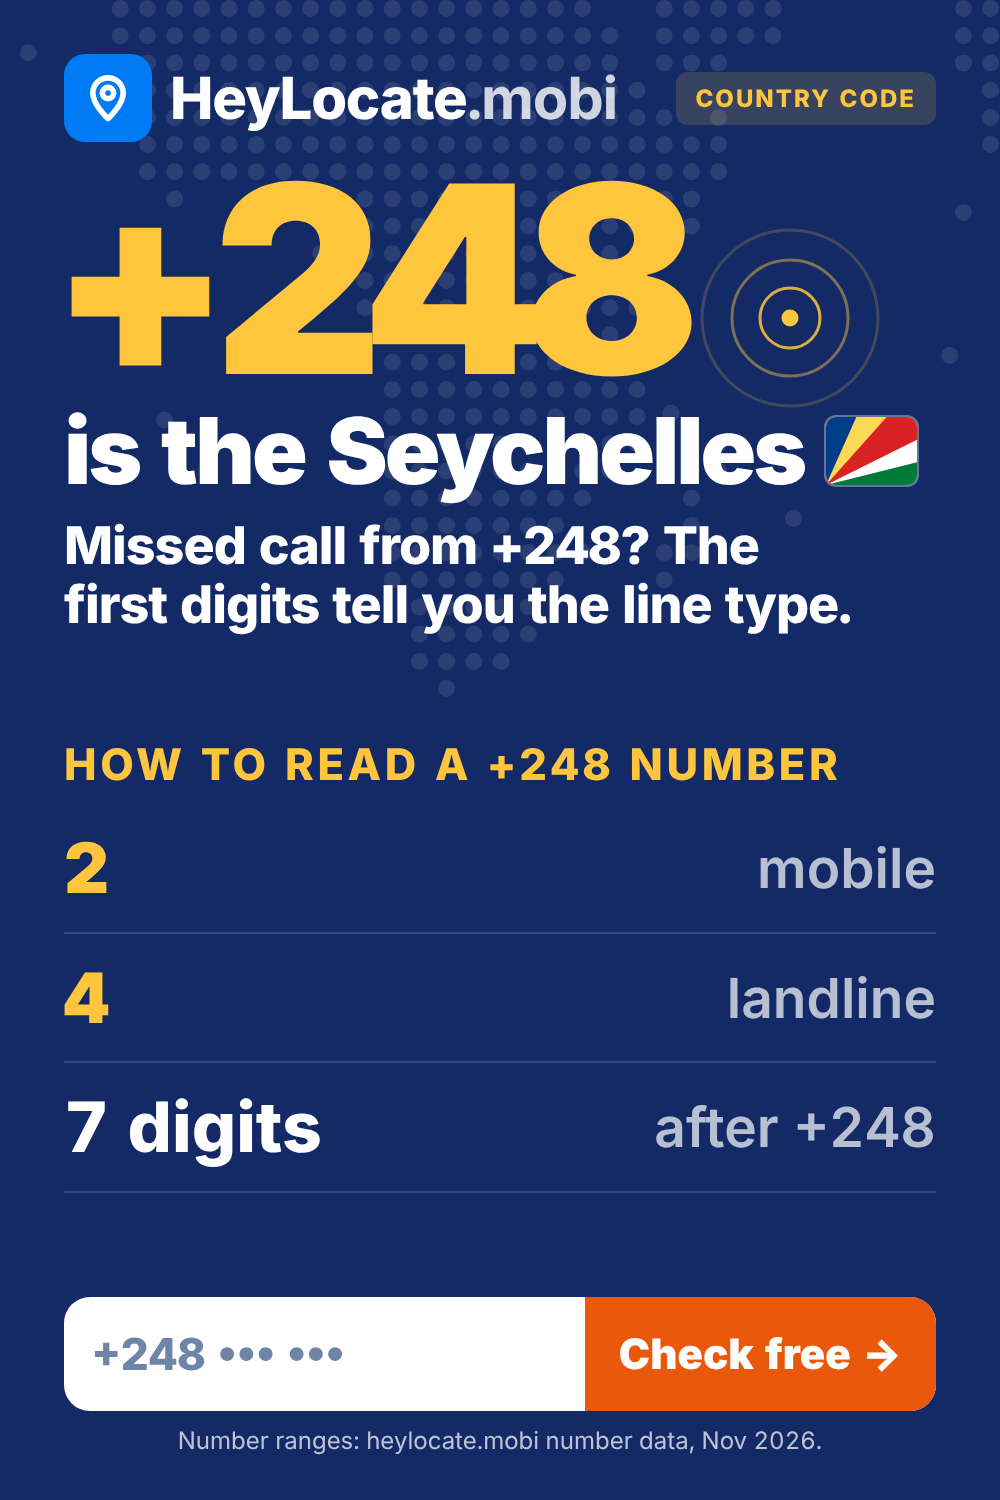 HeyLocate.mobi
COUNTRY CODE
+248
is the Seychelles
Missed call from +248? The
first digits tell you the line type.
HOW TO READ A +248 NUMBER
2 mobile
4 landline
7 digits after +248
+248 ••• •••
Check free →
Number ranges: heylocate.mobi number data, Nov 2026.